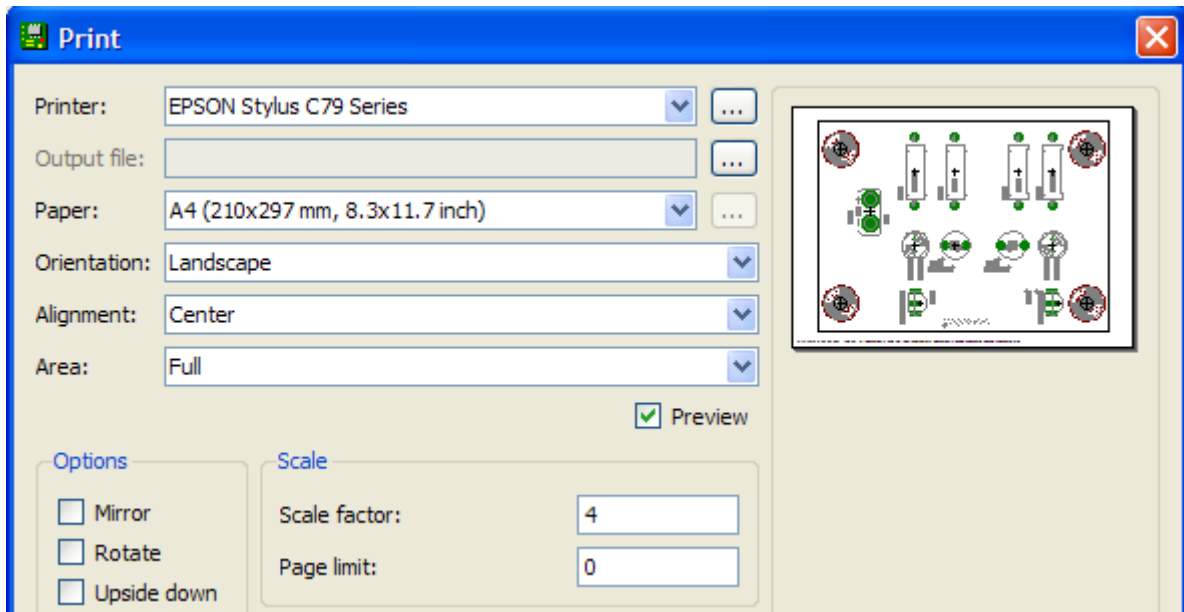 Print
Printer: EPSON Stylus C79 Series ...
Output file: ...
Paper: A4 (210x297 mm, 8.3x11.7 inch) ...
Orientation: Landscape
Alignment: Center
Area: Full
Preview
Options
Mirror
Rotate
Upside down
Scale
Scale factor: 4
Page limit: 0